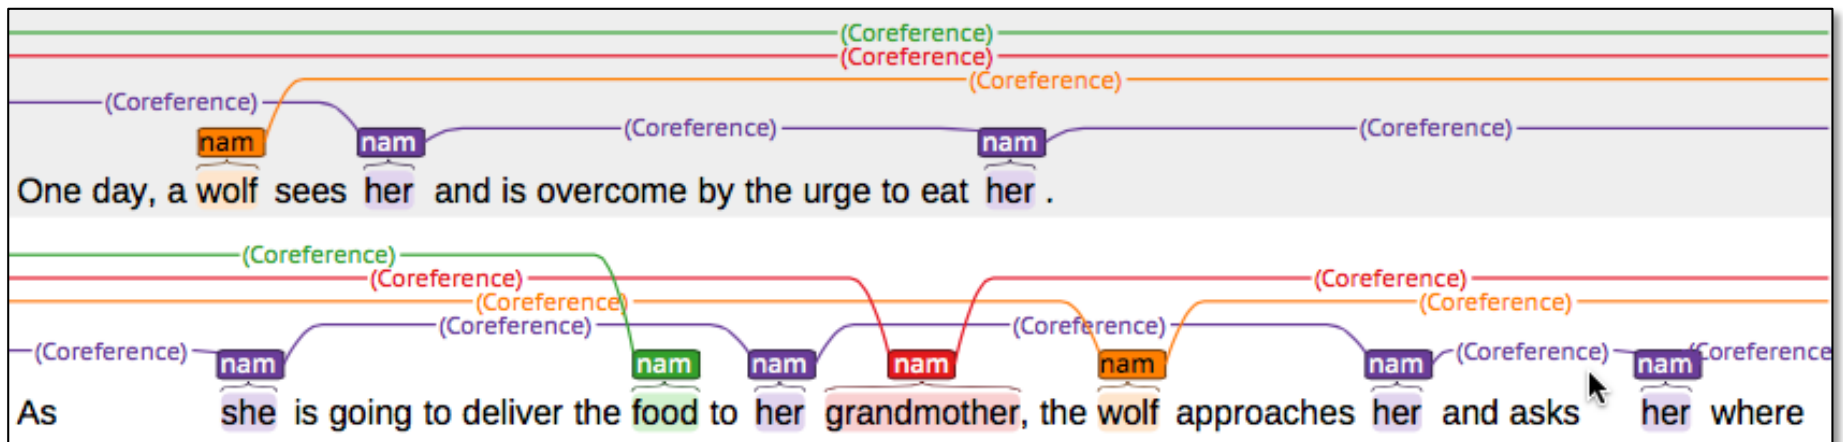 (Coreference)
(Coreference)
(Coreference)
(Coreference) (Coreference) (Coreference)
nam nam nam
One day, a wolf sees her and is overcome by the urge to eat her .
(Coreference)
(Coreference) (Coreference)
(Coreference) (Coreference)
(Coreference) (Coreference)
(Coreference) (Coreference) (Coreference
nam nam nam nam nam nam nam
As she is going to deliver the food to her grandmother, the wolf approaches her and asks her where